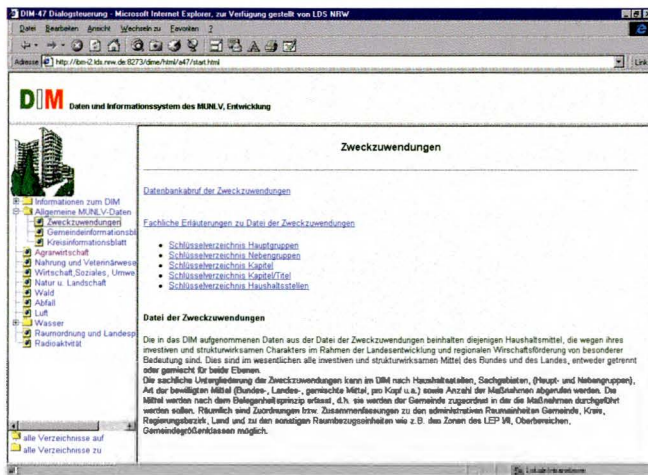 DIM-47 Dialogsteuerung - Microsoft Internet Explorer, zur Verfügung gestellt von LDS NRW
Datei Bearbeiten Ansicht Wechseln zu Favoriten ?
Adresse http://ibm-i2.lds.nrw.de:8273/dime/html/a47/start.html Link
DIM Daten und Informationssystem des MUNLV, Entwicklung
Informationen zum DIM
Allgemeine MUNLV-Daten
Zweckzuwendungen
Gemeindeinformationsbl
Kreisinformationsblatt
Agrarwirtschaft
Nahrung und Veterinärwese
Wirtschaft,Soziales, Umwe
Natur u. Landschaft
Wald
Abfall
Luft
Wasser
Raumordnung und Landesp
Radioaktivität
alle Verzeichnisse auf
alle Verzeichnisse zu
Zweckzuwendungen
Datenbankabruf der Zweckzuwendungen
Fachliche Erläuterungen zu Datei der Zweckzuwendungen
• Schlüsselverzeichnis Hauptgruppen
• Schlüsselverzeichnis Nebengruppen
• Schlüsselverzeichnis Kapitel
• Schlüsselverzeichnis Kapitel/Titel
• Schlüsselverzeichnis Haushaltsstellen
Datei der Zweckzuwendungen
Die in das DIM aufgenommenen Daten aus der Datei der Zweckzuwendungen beinhalten diejenigen Haushaltsmittel, die wegen ihres
investiven und strukturwirksamen Charakters im Rahmen der Landesentwicklung und regionalen Wirtschaftsförderung von besonderer
Bedeutung sind. Dies sind im wesentlichen alle investiven und strukturwirksamen Mittel des Bundes und des Landes, entweder getrennt
oder gemischt für beide Ebenen.
Die sachliche Untergliederung der Zweckzuwendungen kann im DIM nach Haushaltsstellen, Sachgebieten, (Haupt- und Nebengruppen),
Art der bewilligten Mittel (Bundes-, Landes-, gemischte Mittel, pro Kopf u.a.) sowie Anzahl der Maßnahmen abgerufen werden. Die
Mittel werden nach dem Belegenheitsprinzip erfasst, d.h. sie werden der Gemeinde zugeordnet in der die Maßnahmen durchgeführt
werden sollen. Räumlich sind Zuordnungen bzw. Zusammenfassungen zu den administrativen Raumeinheiten Gemeinde, Kreis,
Regierungsbezirk, Land und zu den sonstigen Raumbezugseinheiten wie z.B. den Zonen des LEP I/II, Oberbereichen,
Gemeindegrößenklassen möglich.